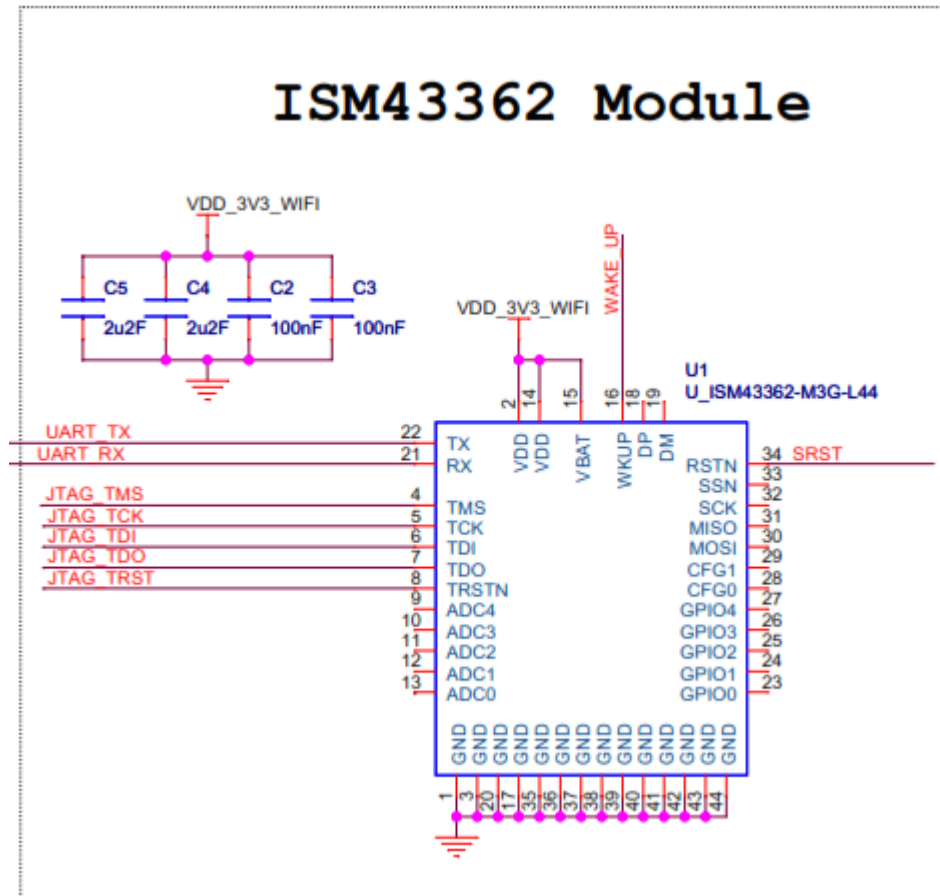 ISM43362 Module
VDD_3V3_WIFI
C5
C4
C2
C3
2u2F
2u2F
100nF
100nF
VDD_3V3_WIFI
WAKE_UP
U1
U_ISM43362-M3G-L44
2
14
15
16
18
19
VDD
VDD
VBAT
WKUP
DP
DM
UART_TX
22
TX
UART_RX
21
RX
JTAG_TMS
4
TMS
JTAG_TCK
5
TCK
JTAG_TDI
6
TDI
JTAG_TDO
7
TDO
JTAG_TRST
8
TRSTN
9
ADC4
10
ADC3
11
ADC2
12
ADC1
13
ADC0
RSTN
34
SRST
SSN
33
SCK
32
MISO
31
MOSI
30
CFG1
29
CFG0
28
GPIO4
27
GPIO3
26
GPIO2
25
GPIO1
24
GPIO0
23
GND
GND
GND
GND
GND
GND
GND
GND
GND
GND
GND
GND
GND
GND
1
3
20
17
35
36
37
38
39
40
41
42
43
44